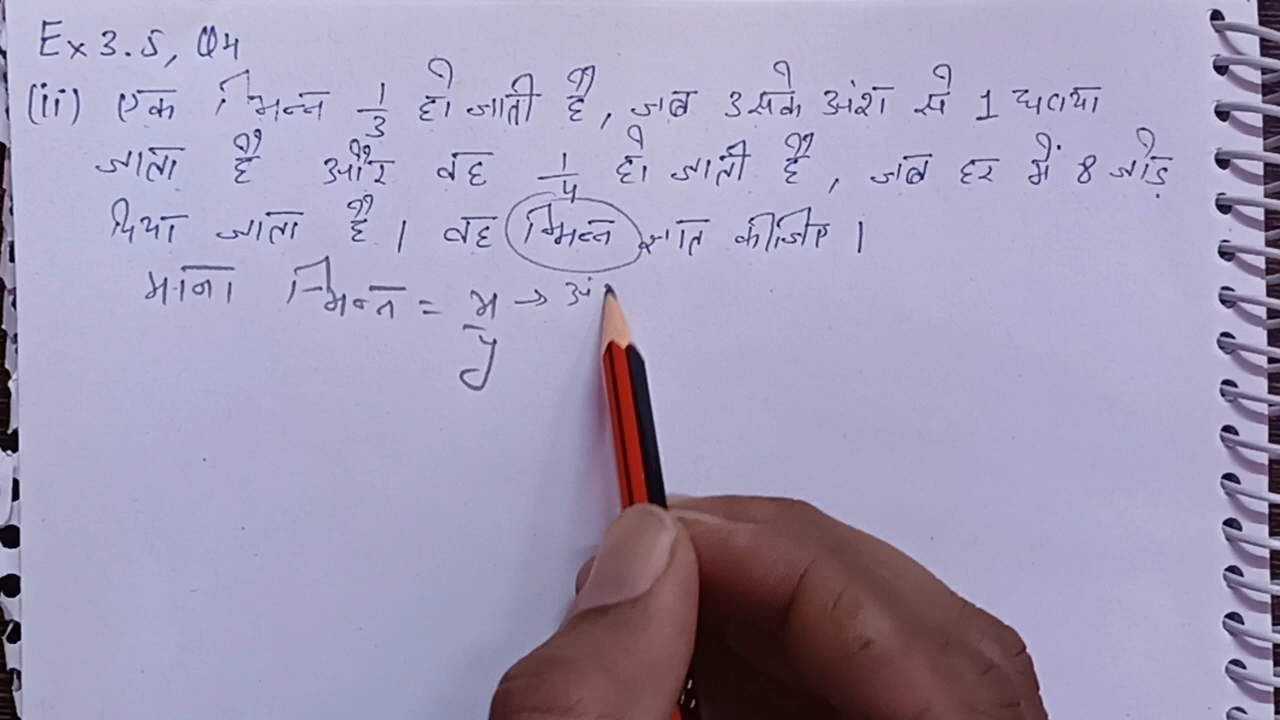 Ex 3.5, Q4
(ii) एक भिन्न 1/3 हो जाती है, जब उसके अंश से 1 घटाया
जाता है और वह 1/4 हो जाती है, जब हर में 8 जोड़
दिया जाता है। वह भिन्न ज्ञात कीजिए।
माना भिन्न = x/y → अं